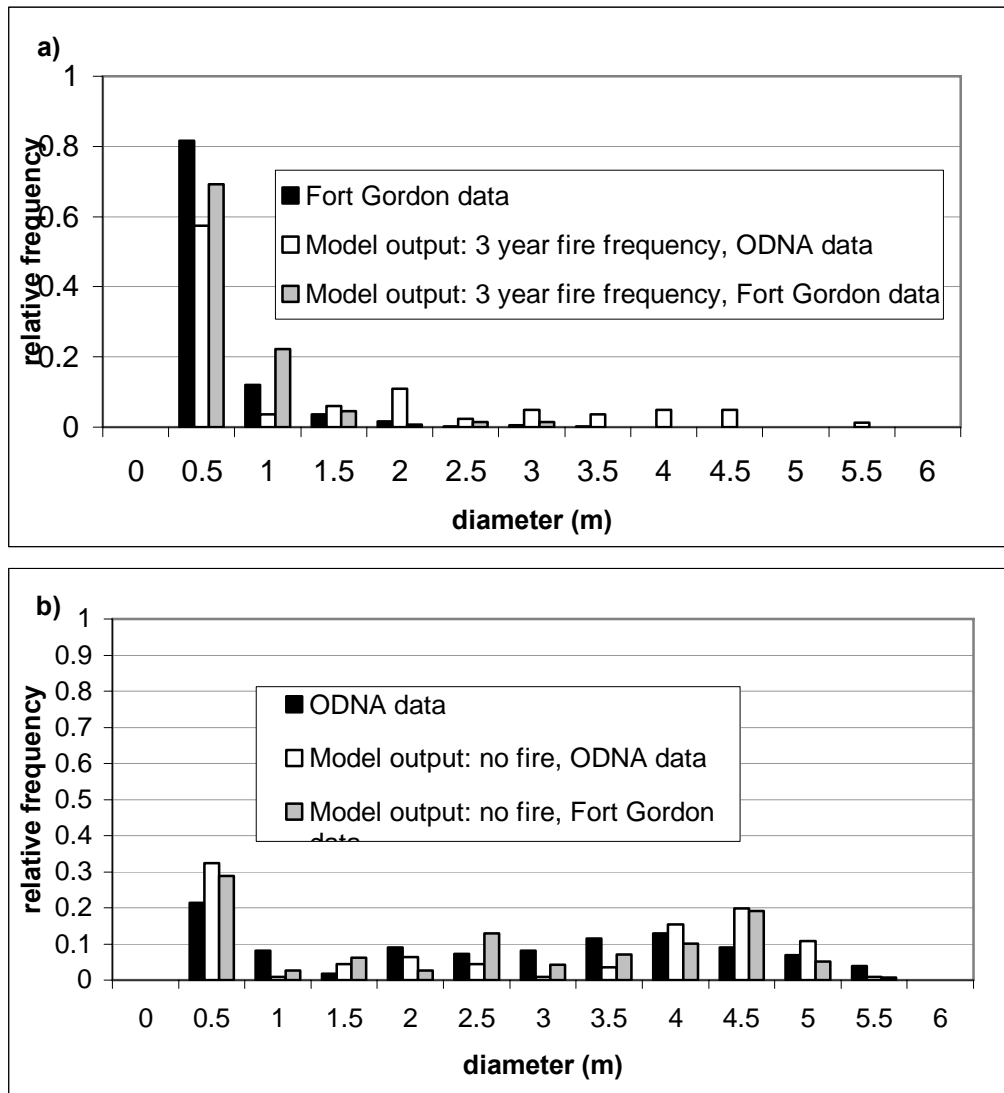 a)
1
0.8
0.6
0.4
0.2
0
relative frequency
Fort Gordon data
Model output: 3 year fire frequency, ODNA data
Model output: 3 year fire frequency, Fort Gordon data
0 0.5 1 1.5 2 2.5 3 3.5 4 4.5 5 5.5 6
diameter (m)
b)
1
0.9
0.8
0.7
0.6
0.5
0.4
0.3
0.2
0.1
0
relative frequency
ODNA data
Model output: no fire, ODNA data
Model output: no fire, Fort Gordon
data
0 0.5 1 1.5 2 2.5 3 3.5 4 4.5 5 5.5 6
diameter (m)